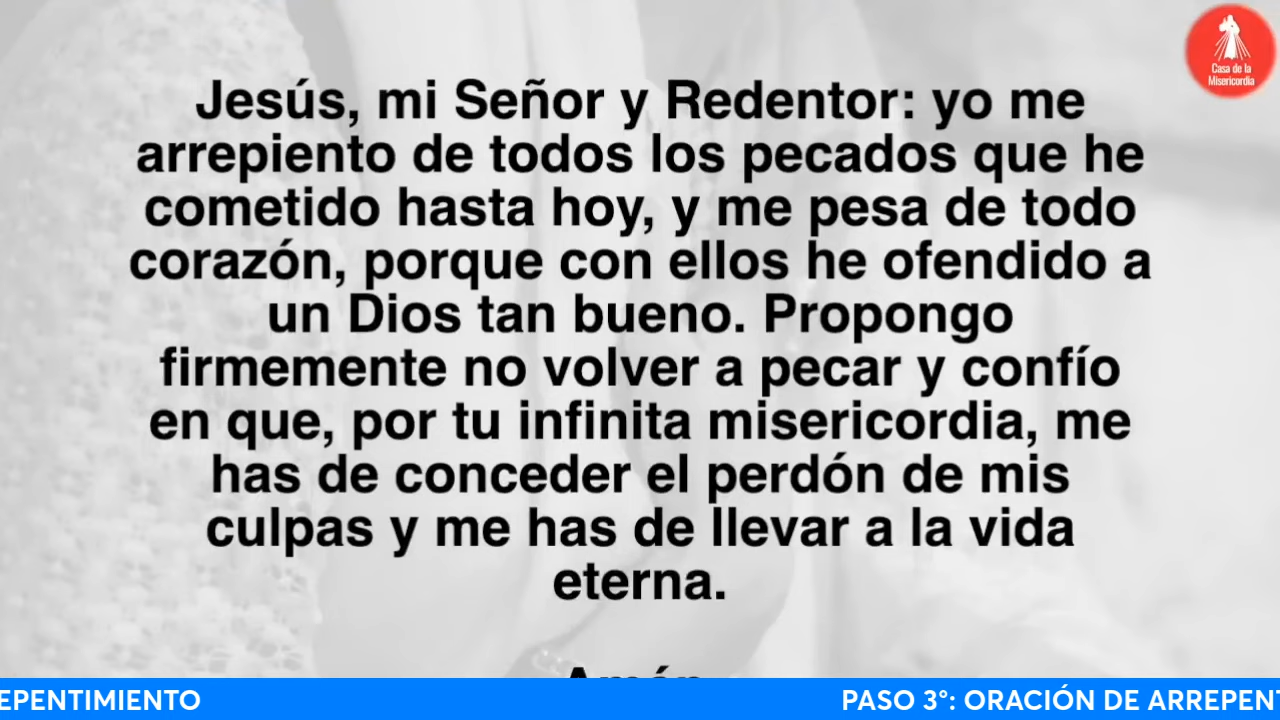 Casa de la
Misericordia
Jesús, mi Señor y Redentor: yo me
arrepiento de todos los pecados que he
cometido hasta hoy, y me pesa de todo
corazón, porque con ellos he ofendido a
un Dios tan bueno. Propongo
firmemente no volver a pecar y confío
en que, por tu infinita misericordia, me
has de conceder el perdón de mis
culpas y me has de llevar a la vida
eterna.
Amén
EPENTIMIENTO PASO 3°: ORACIÓN DE ARREPENT